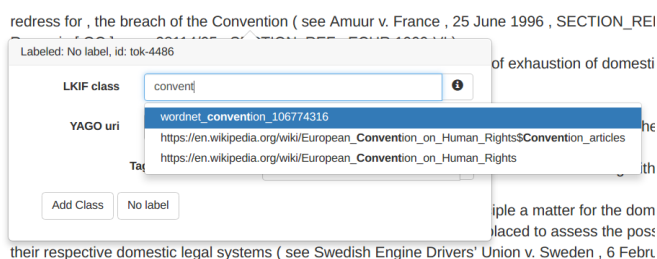 redress for , the breach of the Convention ( see Amuur v. France , 25 June 1996 , SECTION_REF
Labeled: No label, id: tok-4486
of exhaustion of domesti
LKIF class
convent
wordnet_convention_106774316
YAGO uri
https://en.wikipedia.org/wiki/European_Convention_on_Human_Rights$Convention_articles
https://en.wikipedia.org/wiki/European_Convention_on_Human_Rights
Tag
Add Class
No label
iple a matter for the dom
placed to assess the poss
their respective domestic legal systems ( see Swedish Engine Drivers' Union v. Sweden , 6 Febru